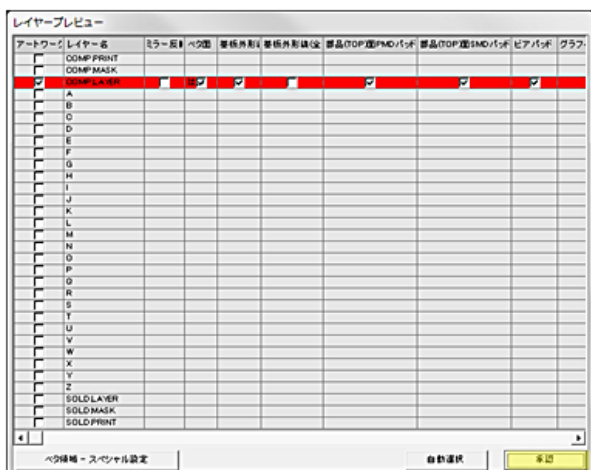 レイヤープレビュー
アートワーク レイヤー名 ミラー反 ベタ面 基板外形 基板外形線(全 部品(TOP)面PMDパッド 部品(TOP)面SMDパッド ビアパッド グラフ
COMP PRINT
COMP MASK
COMP LAYER
A
B
C
D
E
F
G
H
I
J
K
L
M
N
O
P
Q
R
S
T
U
V
W
X
Y
Z
SOLD LAYER
SOLD MASK
SOLD PRINT
ベタ領域 - スペシャル設定 自動選択 承認